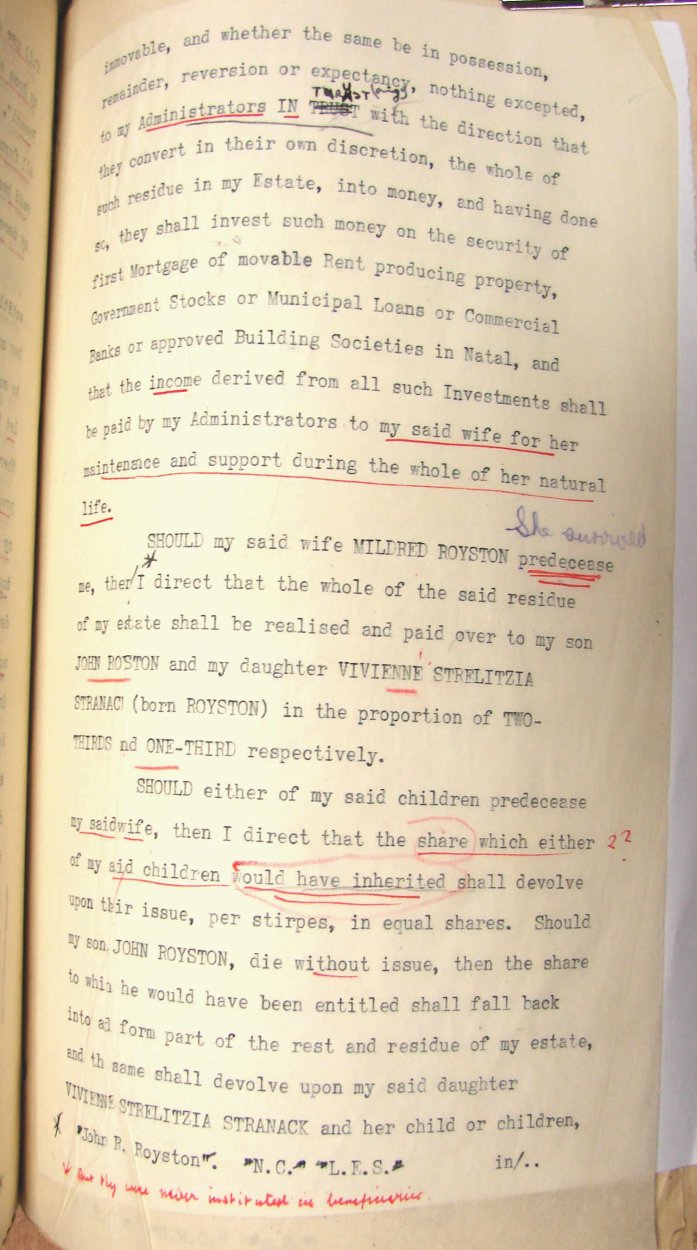 immovable, and whether the same be in possession,
remainder, reversion or expectancy, nothing excepted,
TRUST
to my Administrators IN TRUST with the direction that
they convert in their own discretion, the whole of
such residue in my Estate, into money, and having done
so, they shall invest such money on the security of
first Mortgage of movable Rent producing property,
Government Stocks or Municipal Loans or Commercial
Banks or approved Building Societies in Natal, and
that the income derived from all such Investments shall
be paid by my Administrators to my said wife for her
maintenance and support during the whole of her natural
life.
She survived
SHOULD my said wife MILDRED ROYSTON predecease
me, then I direct that the whole of the said residue
of my estate shall be realised and paid over to my son
JOHN ROSTON and my daughter VIVIENNE STRELITZIA
STRANAC (born ROYSTON) in the proportion of TWO-
THIRDS nd ONE-THIRD respectively.
SHOULD either of my said children predecease
my saidwife, then I direct that the share which either ??
of my aid children would have inherited shall devolve
upon thir issue, per stirpes, in equal shares. Should
my son, JOHN ROYSTON, die without issue, then the share
to whih he would have been entitled shall fall back
into ad form part of the rest and residue of my estate,
and th same shall devolve upon my said daughter
VIVIENNE STRELITZIA STRANACK and her child or children,
* "John R. Royston". "N.C." "L.E.S." in/..
* But they were never instituted as beneficiaries.